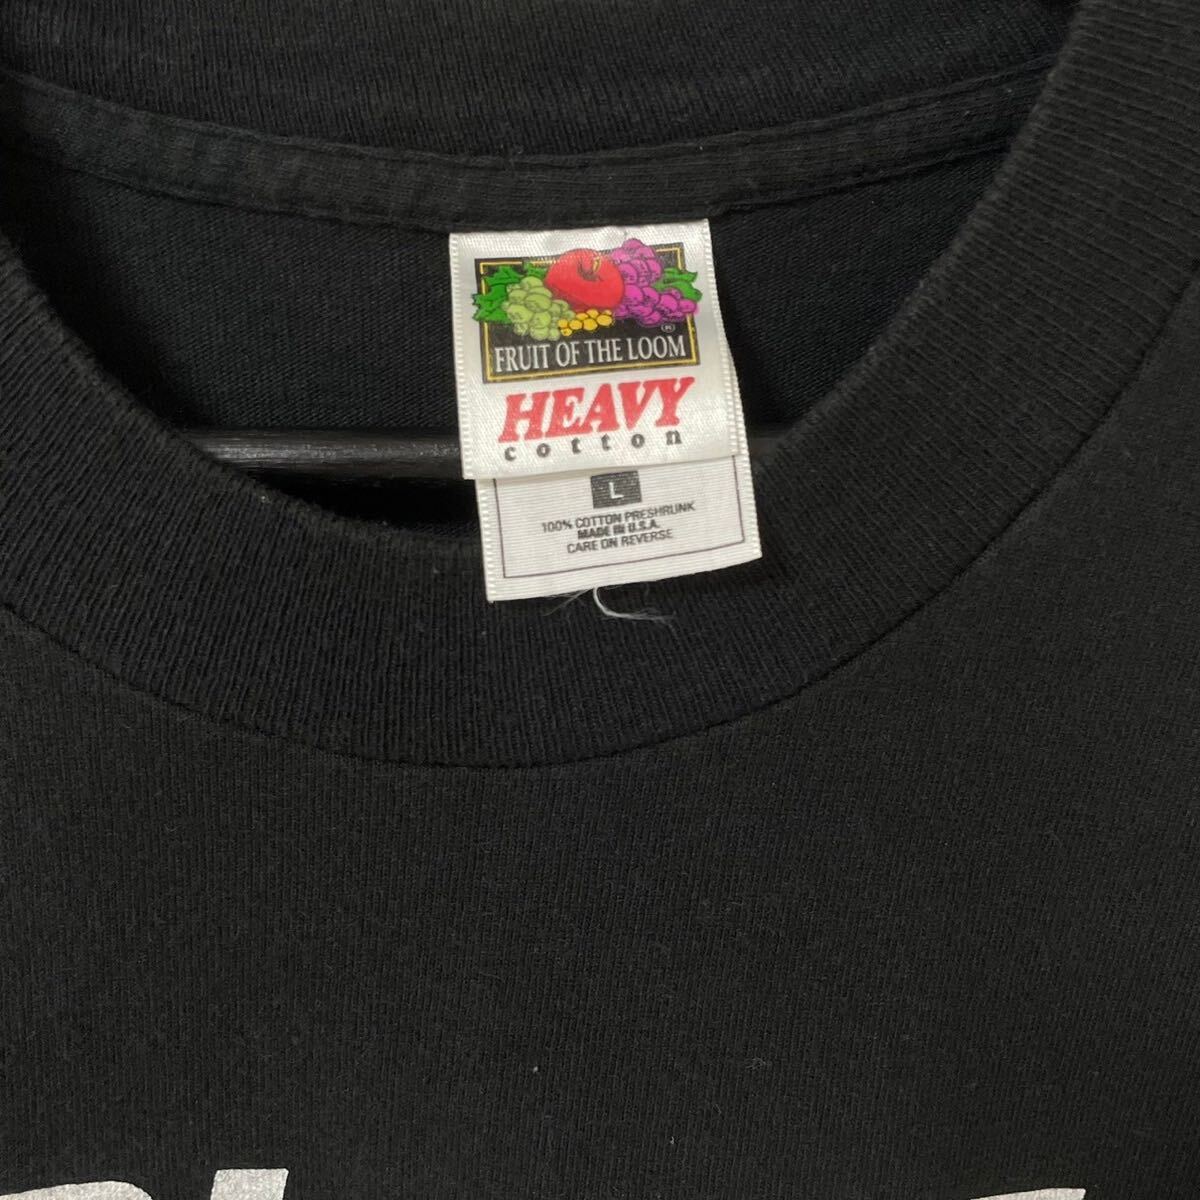 FRUIT OF THE LOOM ®
HEAVY
cotton
L
100% COTTON PRESHRUNK
MADE IN U.S.A.
CARE ON REVERSE